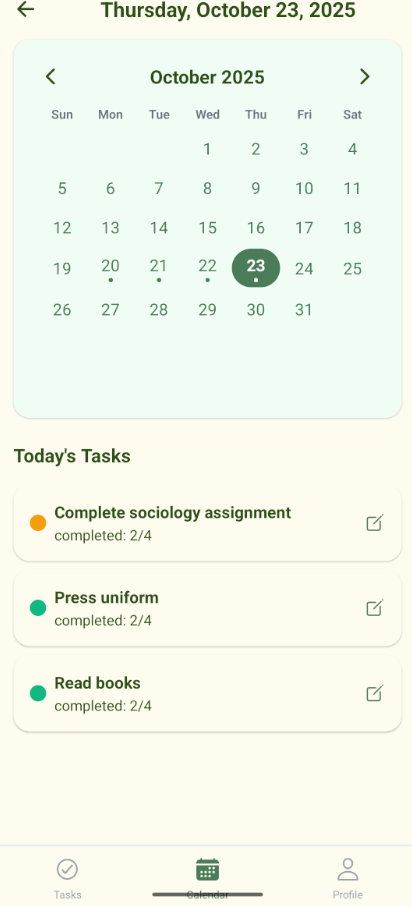 Thursday, October 23, 2025
October 2025
Sun Mon Tue Wed Thu Fri Sat
1 2 3 4
5 6 7 8 9 10 11
12 13 14 15 16 17 18
19 20 21 22 23 24 25
26 27 28 29 30 31
Today's Tasks
Complete sociology assignment
completed: 2/4
Press uniform
completed: 2/4
Read books
completed: 2/4
Tasks Calendar Profile